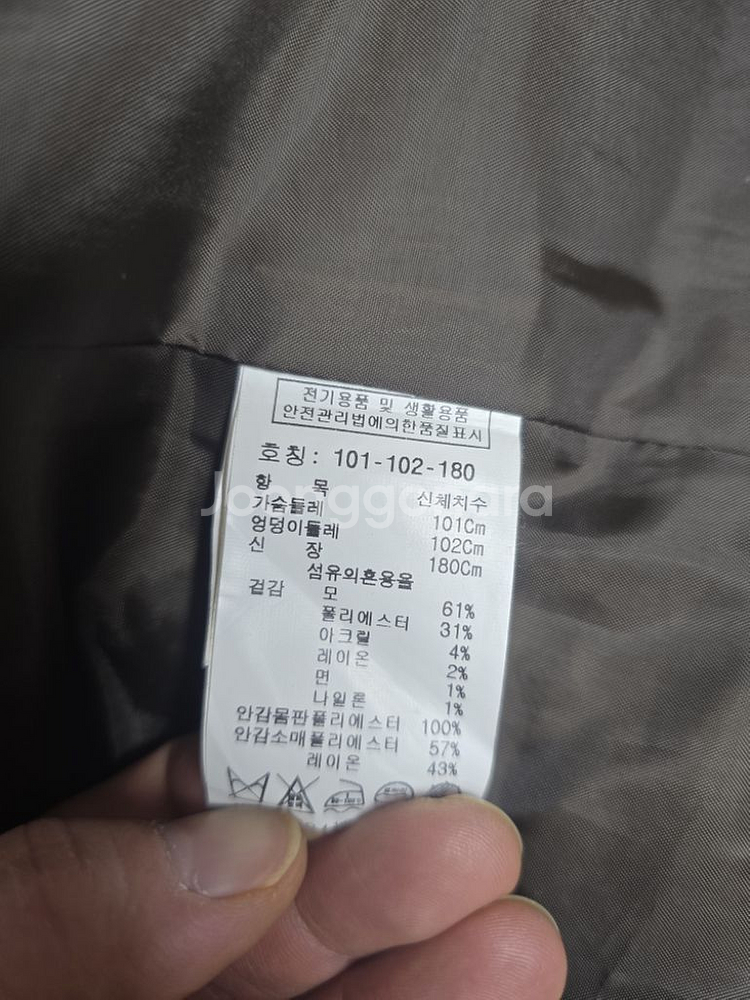 전기용품 및 생활용품
안전관리법에의한품질표시
호칭: 101-102-180
항 목 신체치수
가슴둘레 101Cm
엉덩이둘레 102Cm
신 장 180Cm
섬유의혼용율
겉감 모 61%
폴리에스터 31%
아크릴 4%
레이온 2%
면 1%
나일론 1%
안감몸판폴리에스터 100%
안감소매폴리에스터 57%
레이온 43%
Joonggonara